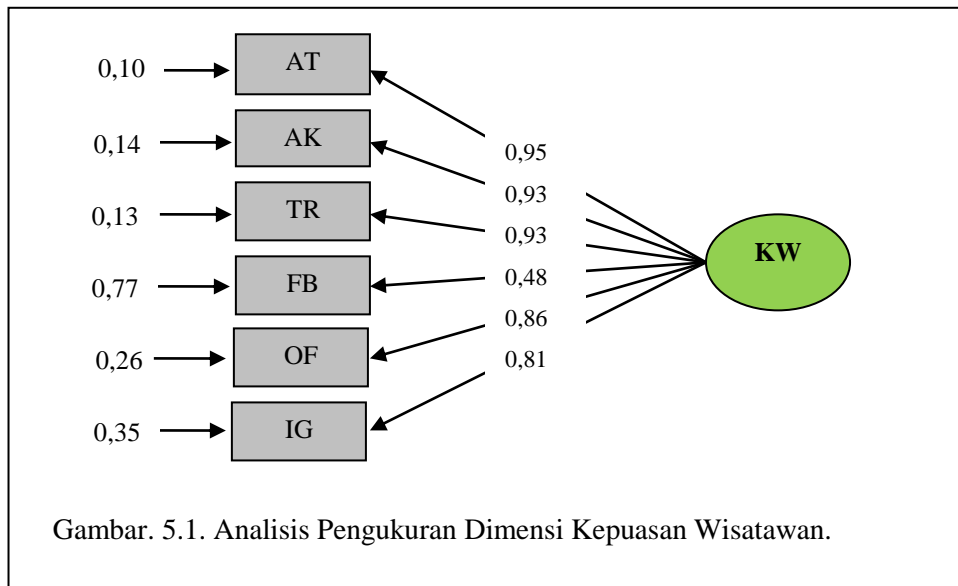 0,10 AT
0,14 AK
0,13 TR
0,77 FB
0,26 OF
0,35 IG
0,95
0,93
0,93
0,48
0,86
0,81
KW
Gambar. 5.1. Analisis Pengukuran Dimensi Kepuasan Wisatawan.